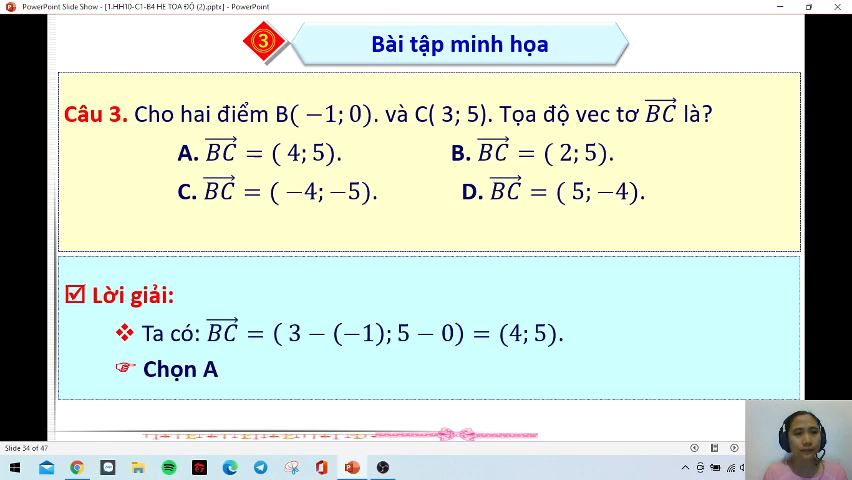 PowerPoint Slide Show - [1.HH10-C1-B4 HE TOA ĐỘ (2).pptx] - PowerPoint
3 Bài tập minh họa
Câu 3. Cho hai điểm B( −1; 0). và C( 3; 5). Tọa độ vec tơ \overrightarrow{BC} là?
A. \overrightarrow{BC} = ( 4; 5). B. \overrightarrow{BC} = ( 2; 5).
C. \overrightarrow{BC} = ( −4; −5). D. \overrightarrow{BC} = ( 5; −4).
Lời giải:
Ta có: \overrightarrow{BC} = ( 3 − (−1); 5 − 0) = (4; 5).
Chọn A
Slide 34 of 47